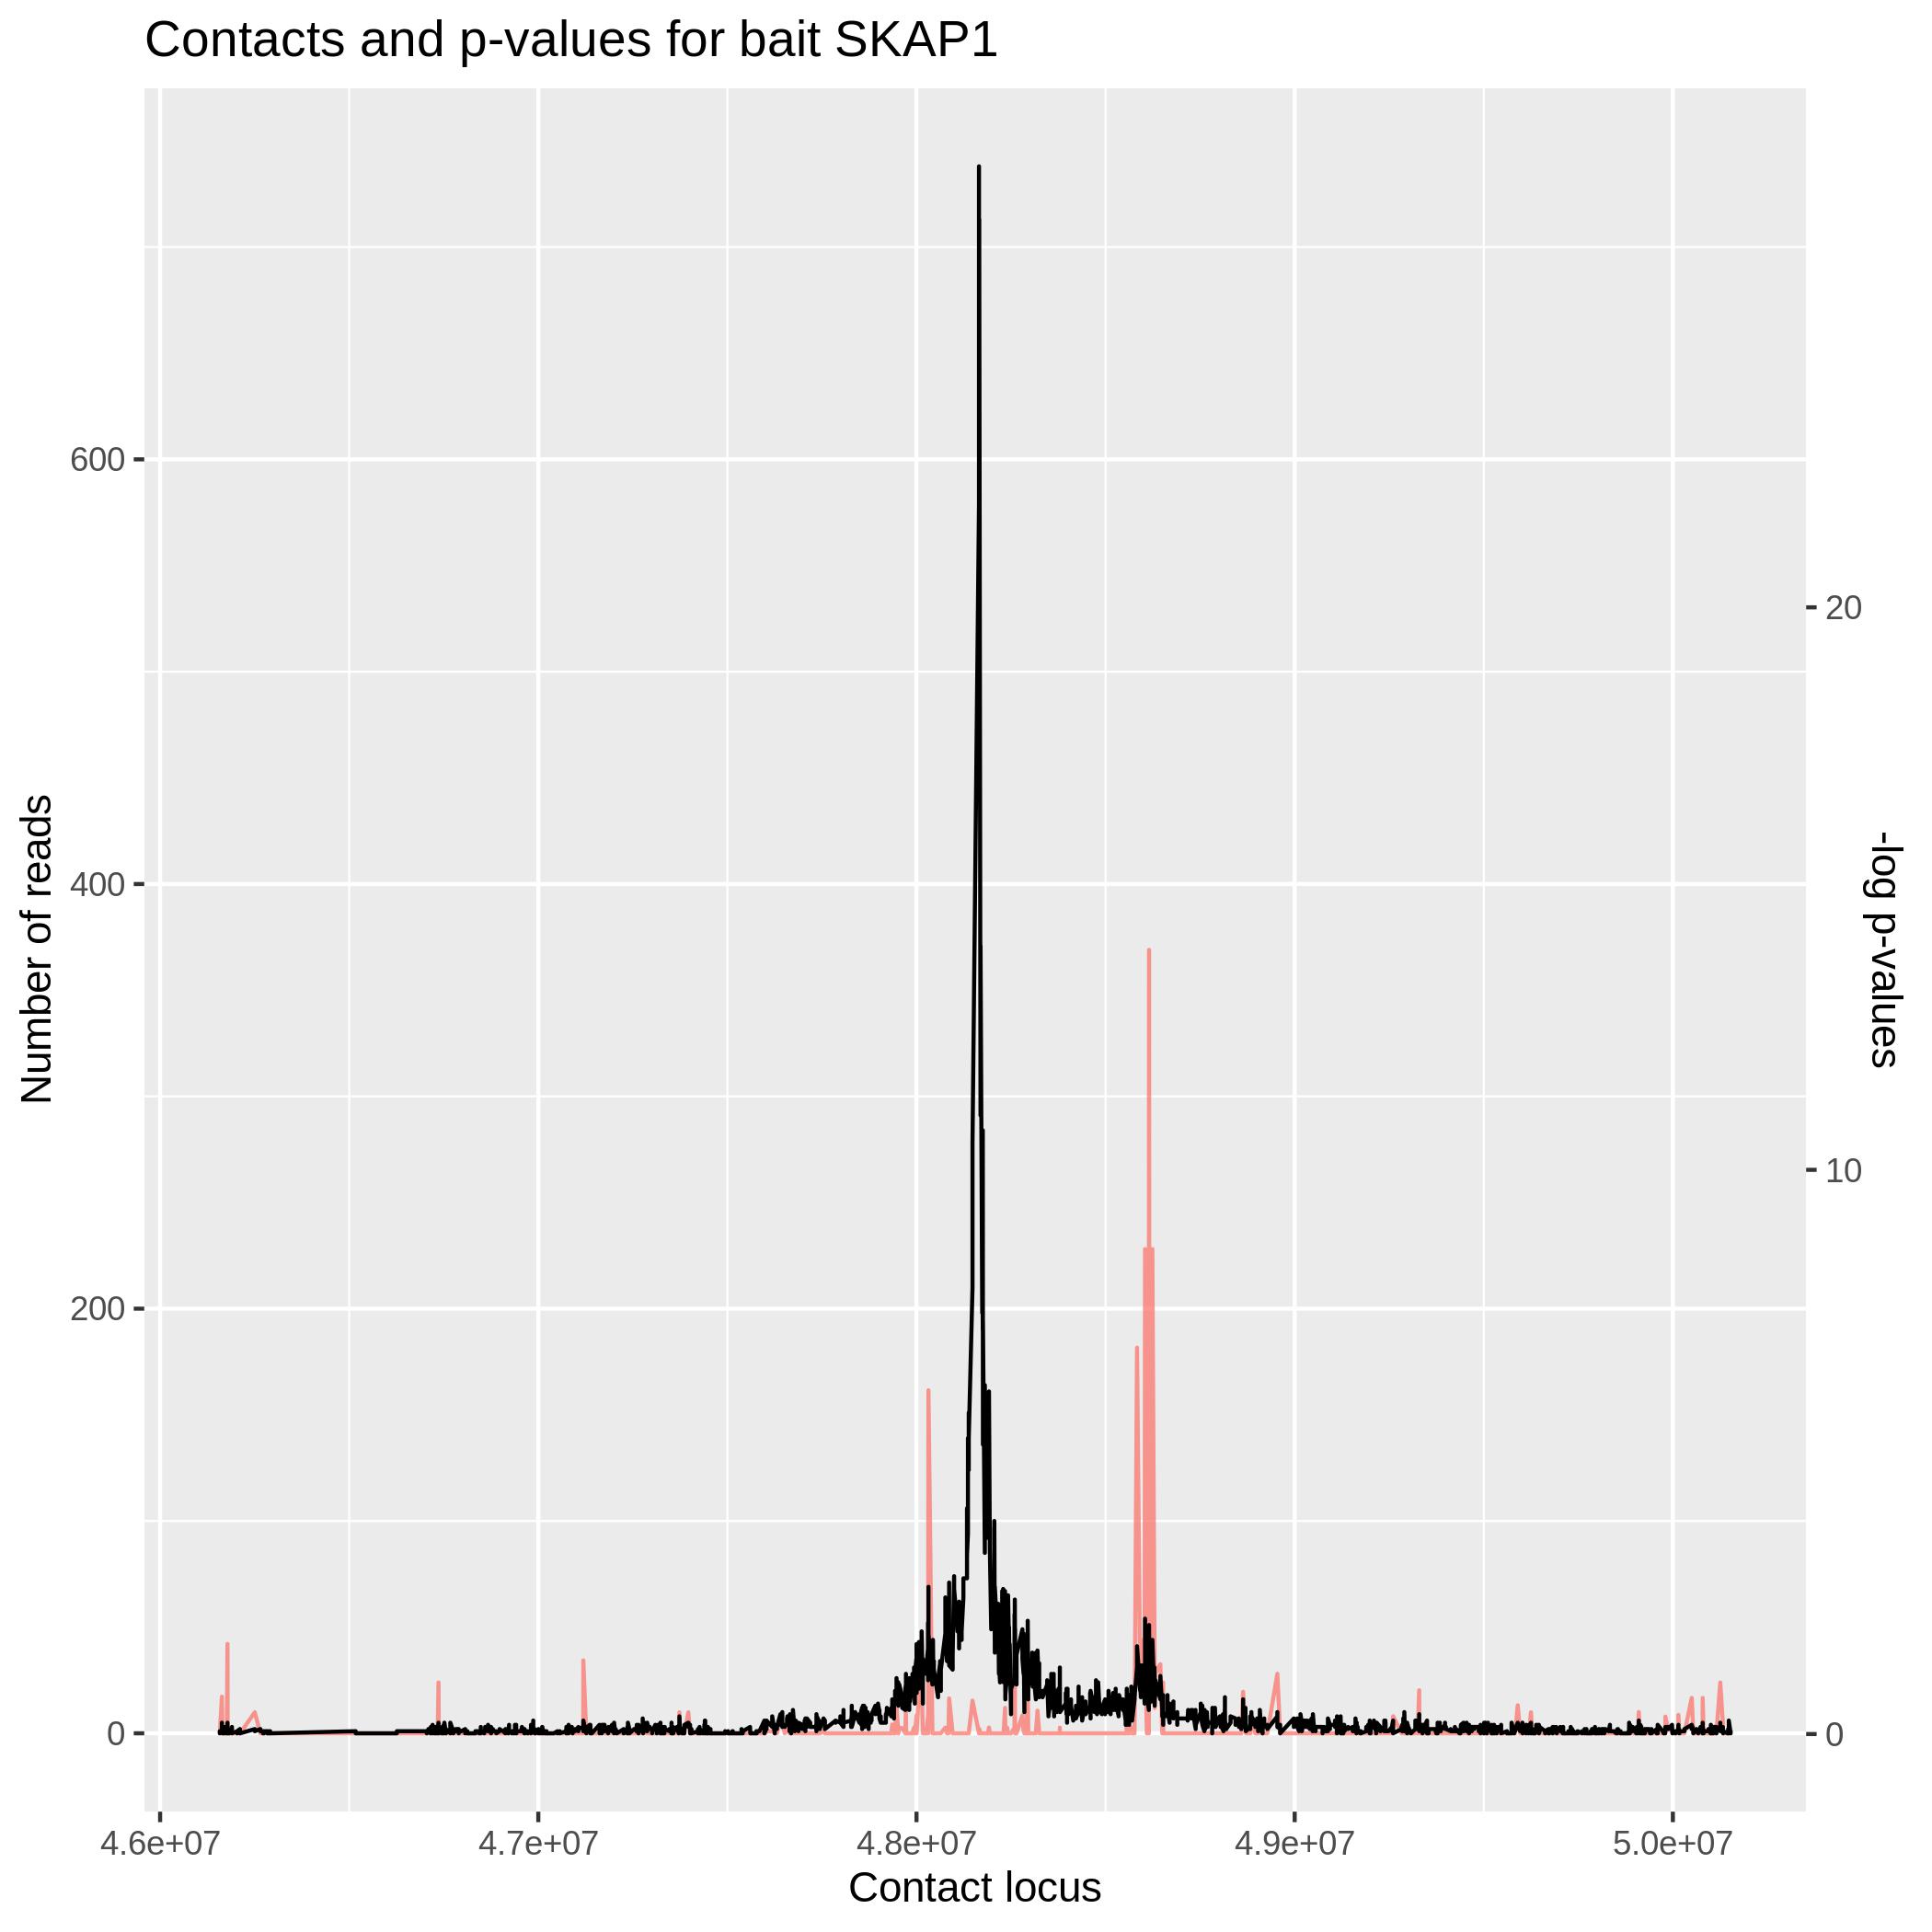 Contacts and p-values for bait SKAP1
Number of reads
600
400
200
0
20
10
0
-log p-values
4.6e+07 4.7e+07 4.8e+07 4.9e+07 5.0e+07
Contact locus